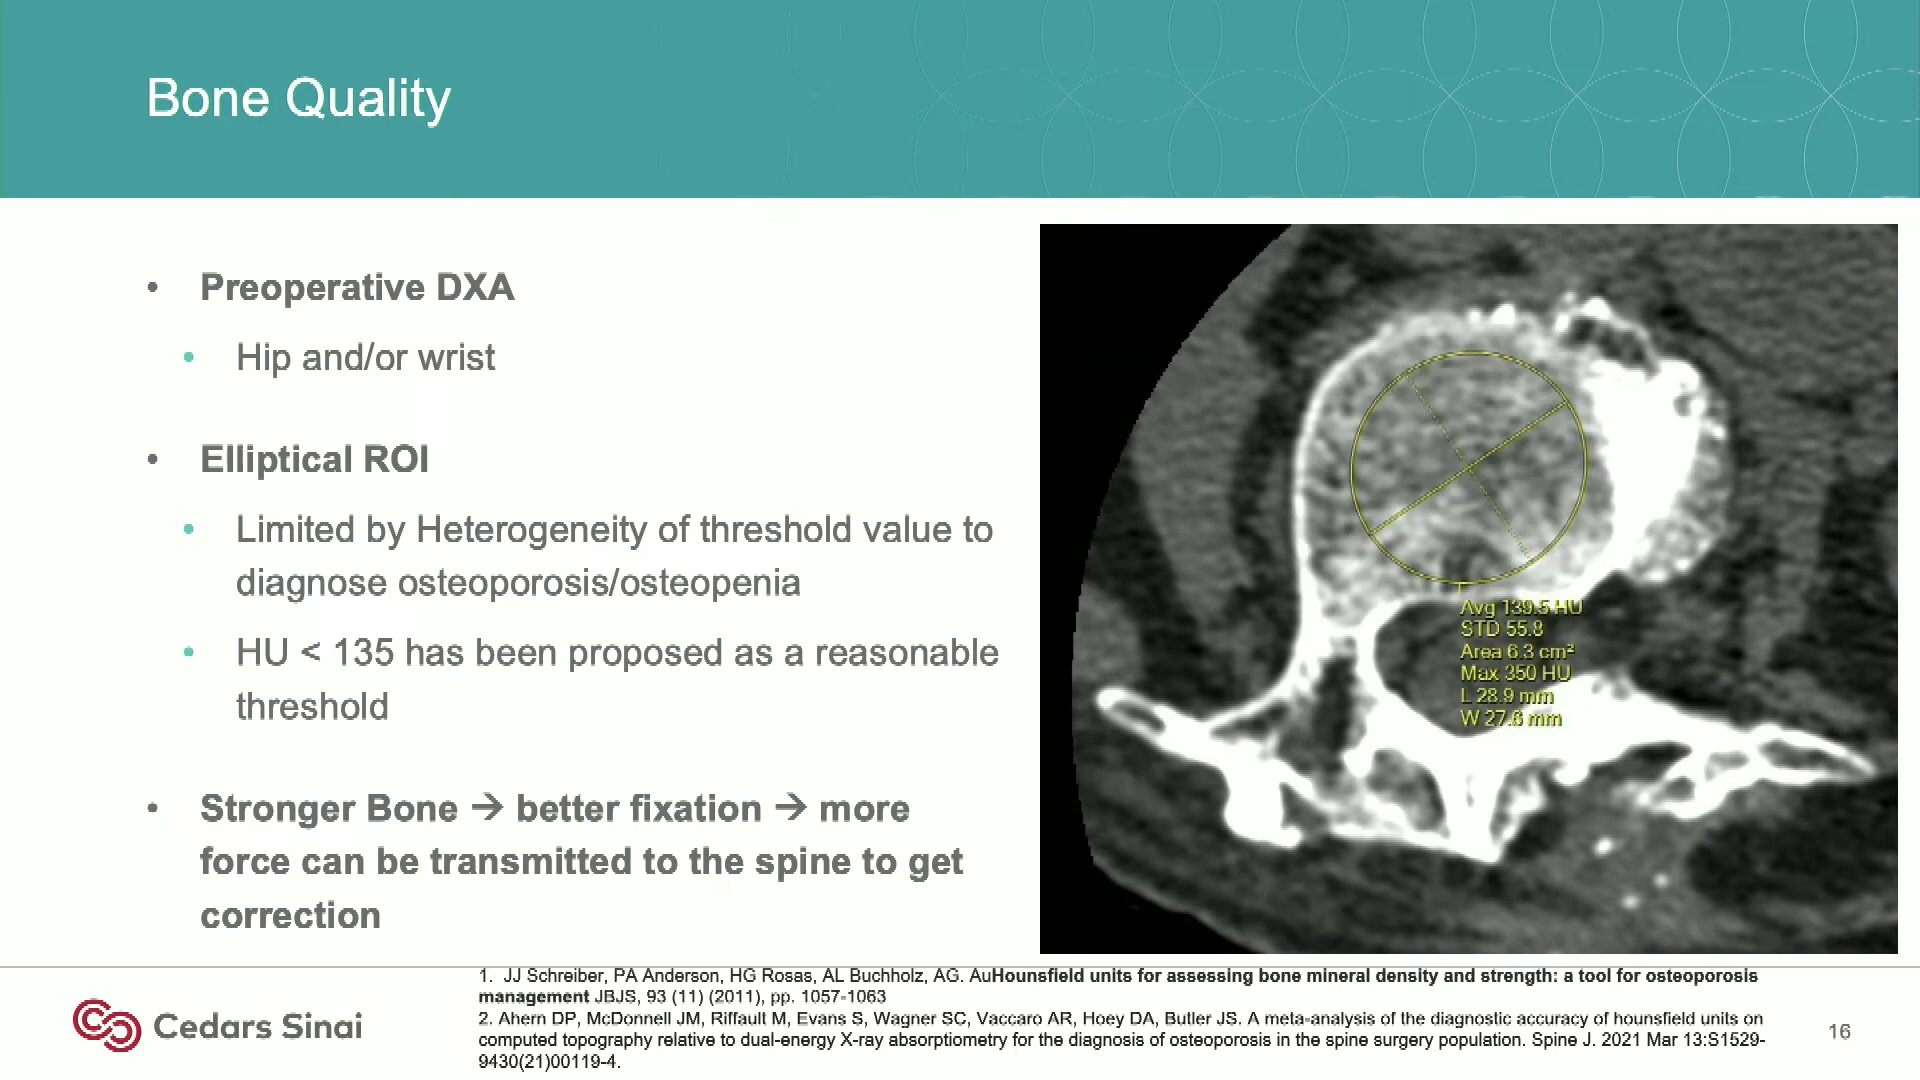 Bone Quality
• Preoperative DXA
• Hip and/or wrist
• Elliptical ROI
• Limited by Heterogeneity of threshold value to
diagnose osteoporosis/osteopenia
• HU < 135 has been proposed as a reasonable
threshold
• Stronger Bone → better fixation → more
force can be transmitted to the spine to get
correction
Avg 139.5 HU
STD 55.8
Area 6.3 cm²
Max 350 HU
L 28.9 mm
W 27.6 mm
1. JJ Schreiber, PA Anderson, HG Rosas, AL Buchholz, AG. AuHounsfield units for assessing bone mineral density and strength: a tool for osteoporosis
management JBJS, 93 (11) (2011), pp. 1057-1063
2. Ahern DP, McDonnell JM, Riffault M, Evans S, Wagner SC, Vaccaro AR, Hoey DA, Butler JS. A meta-analysis of the diagnostic accuracy of hounsfield units on
computed topography relative to dual-energy X-ray absorptiometry for the diagnosis of osteoporosis in the spine surgery population. Spine J. 2021 Mar 13:S1529-
9430(21)00119-4.
Cedars Sinai
16